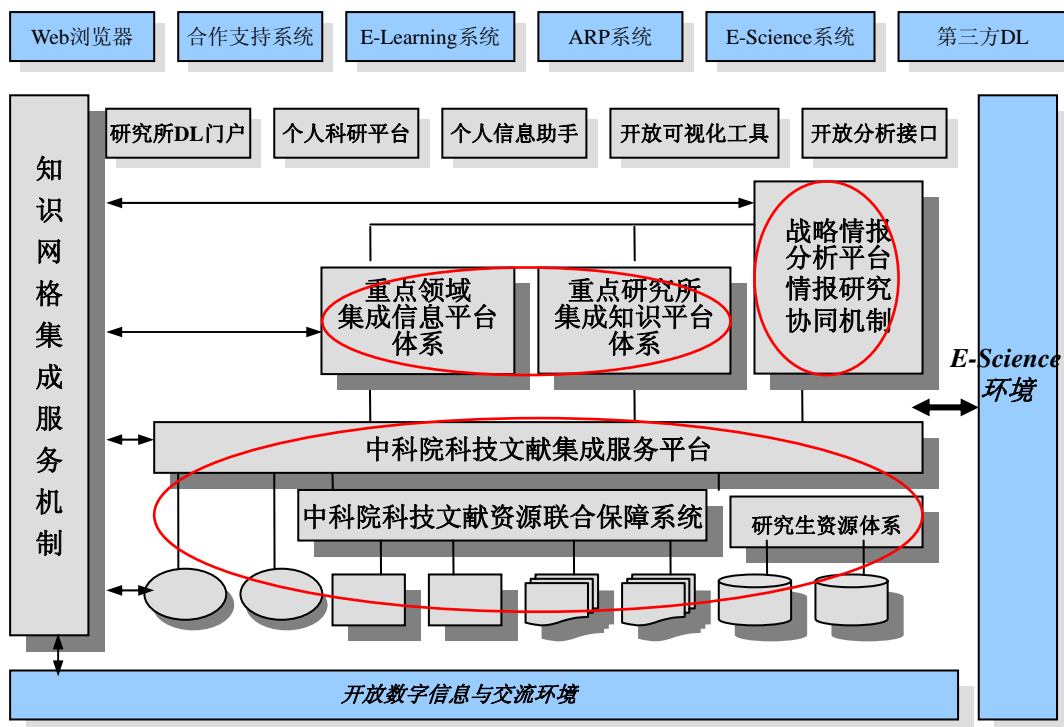 Web浏览器
合作支持系统
E-Learning系统
ARP系统
E-Science系统
第三方DL
知
识
网
格
集
成
服
务
机
制
研究所DL门户
个人科研平台
个人信息助手
开放可视化工具
开放分析接口
战略情报
分析平台
情报研究
协同机制
重点领域
集成信息平台
体系
重点研究所
集成知识平台
体系
E-Science
环境
中科院科技文献集成服务平台
中科院科技文献资源联合保障系统
研究生资源体系
开放数字信息与交流环境